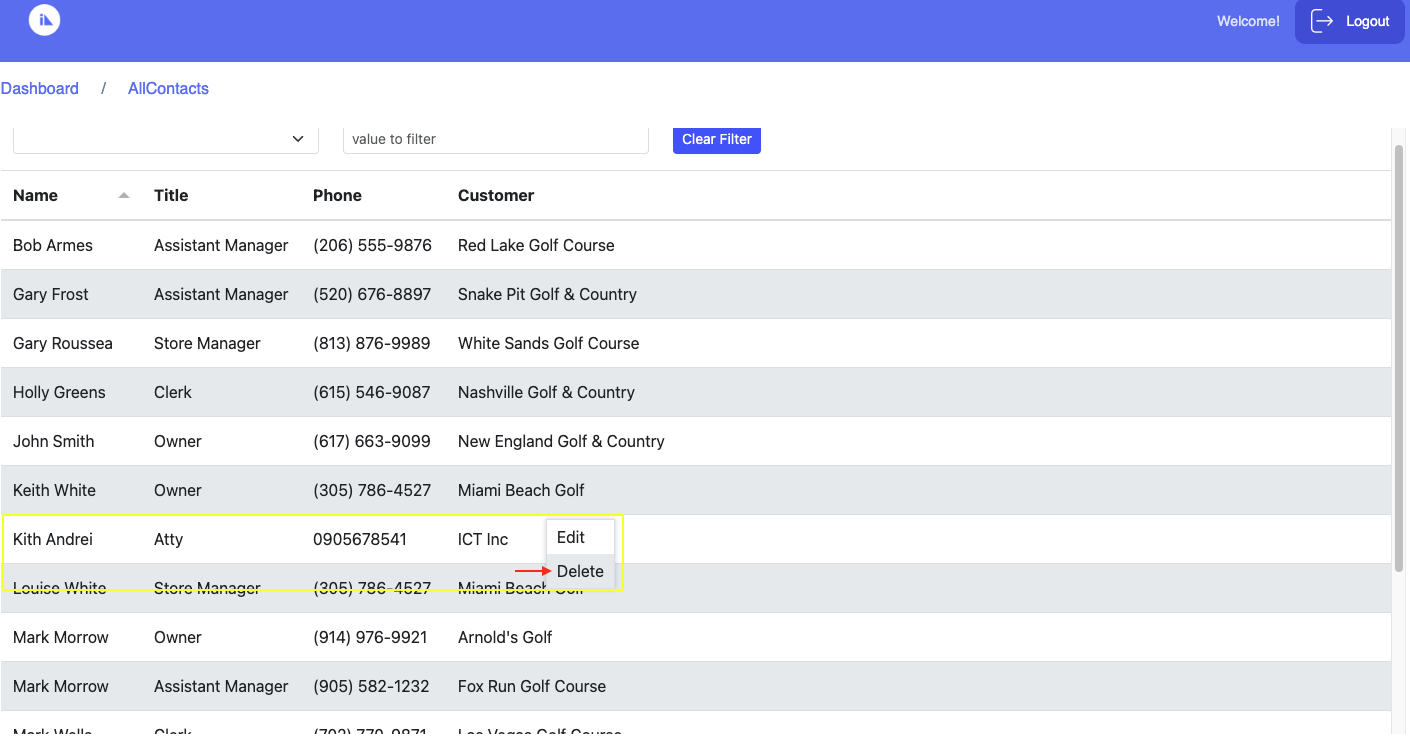 Welcome! Logout
Dashboard / AllContacts
value to filter Clear Filter
Name Title Phone Customer
Bob Armes Assistant Manager (206) 555-9876 Red Lake Golf Course
Gary Frost Assistant Manager (520) 676-8897 Snake Pit Golf & Country
Gary Roussea Store Manager (813) 876-9989 White Sands Golf Course
Holly Greens Clerk (615) 546-9087 Nashville Golf & Country
John Smith Owner (617) 663-9099 New England Golf & Country
Keith White Owner (305) 786-4527 Miami Beach Golf
Kith Andrei Atty 0905678541 ICT Inc Edit
Delete
Louise White Store Manager (305) 786-4527 Miami Beach Golf
Mark Morrow Owner (914) 976-9921 Arnold's Golf
Mark Morrow Assistant Manager (905) 582-1232 Fox Run Golf Course
Mark Wells Clerk (702) 770-9871 Las Vegas Golf Course